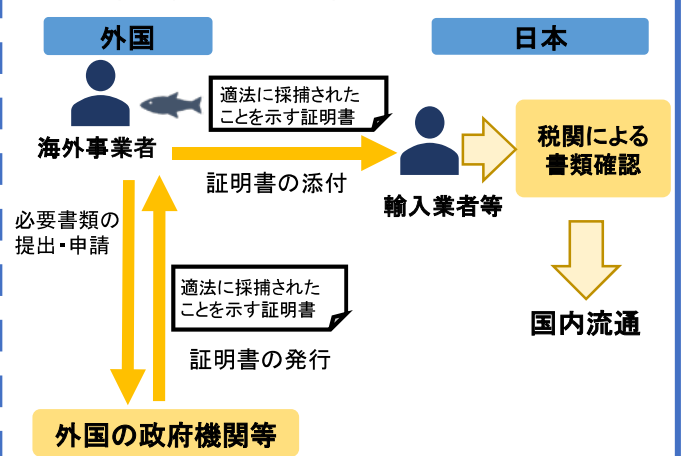 外国
日本
適法に採捕された
ことを示す証明書
海外事業者
証明書の添付
輸入業者等
税関による
書類確認
必要書類の
提出・申請
適法に採捕された
ことを示す証明書
証明書の発行
国内流通
外国の政府機関等